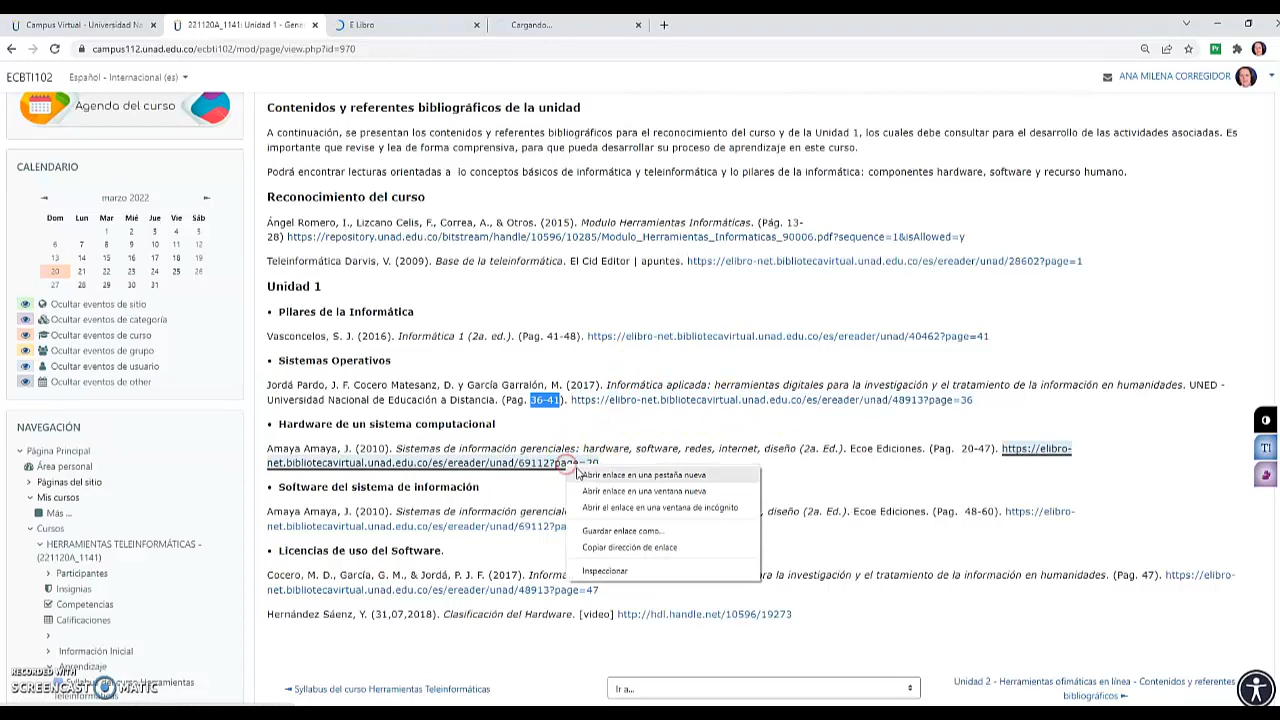 Campus Virtual - Universidad Na
221120A_1141: Unidad 1 - Gene
E Libro
Cargando...
campus112.unad.edu.co/ecbti102/mod/page/view.php?id=970
ECBTI102
Español - Internacional (es)
ANA MILENA CORREGIDOR
Agenda del curso
CALENDARIO
marzo 2022
Dom Lun Mar Mié Jue Vie Sáb
1 2 3 4 5
6 7 8 9 10 11 12
13 14 15 16 17 18 19
20 21 22 23 24 25 26
27 28 29 30 31
Ocultar eventos de sitio
Ocultar eventos de categoría
Ocultar eventos de curso
Ocultar eventos de grupo
Ocultar eventos de usuario
Ocultar eventos de other
NAVEGACIÓN
Página Principal
Área personal
Páginas del sitio
Mis cursos
Más ...
Cursos
HERRAMIENTAS TELEINFORMÁTICAS -
(221120A_1141)
Participantes
Insignias
Competencias
Calificaciones
Información Inicial
Aprendizaje
RECORDED WITH
SCREENCAST MATIC
Contenidos y referentes bibliográficos de la unidad
A continuación, se presentan los contenidos y referentes bibliográficos para el reconocimiento del curso y de la Unidad 1, los cuales debe consultar para el desarrollo de las actividades asociadas. Es
importante que revise y lea de forma comprensiva, para que pueda desarrollar su proceso de aprendizaje en este curso.
Podrá encontrar lecturas orientadas a lo conceptos básicos de informática y teleinformática y lo pilares de la informática: componentes hardware, software y recurso humano.
Reconocimiento del curso
Ángel Romero, I., Lizcano Celis, F., Correa, A., & Otros. (2015). Modulo Herramientas Informáticas. (Pág. 13-
28) https://repository.unad.edu.co/bitstream/handle/10596/10285/Modulo_Herramientas_Informaticas_90006.pdf?sequence=1&isAllowed=y
Teleinformática Darvis, V. (2009). Base de la teleinformática. El Cid Editor | apuntes. https://elibro-net.bibliotecavirtual.unad.edu.co/es/ereader/unad/28602?page=1
Unidad 1
• Pilares de la Informática
Vasconcelos, S. J. (2016). Informática 1 (2a. ed.). (Pag. 41-48). https://elibro-net.bibliotecavirtual.unad.edu.co/es/ereader/unad/40462?page=41
• Sistemas Operativos
Jordá Pardo, J. F. Cocero Matesanz, D. y García Garralón, M. (2017). Informática aplicada: herramientas digitales para la investigación y el tratamiento de la información en humanidades. UNED -
Universidad Nacional de Educación a Distancia. (Pag. 36-41). https://elibro-net.bibliotecavirtual.unad.edu.co/es/ereader/unad/48913?page=36
• Hardware de un sistema computacional
Amaya Amaya, J. (2010). Sistemas de información gerenciales: hardware, software, redes, internet, diseño (2a. Ed.). Ecoe Ediciones. (Pag. 20-47). https://elibro-
net.bibliotecavirtual.unad.edu.co/es/ereader/unad/69112?page=20
Abrir enlace en una pestaña nueva
Abrir enlace en una ventana nueva
Abrir el enlace en una ventana de incógnito
Guardar enlace como...
Copiar dirección de enlace
Inspeccionar
• Software del sistema de información
Amaya Amaya, J. (2010). Sistemas de información gerencial diseño (2a. Ed.). Ecoe Ediciones. (Pag. 48-60). https://elibro-
net.bibliotecavirtual.unad.edu.co/es/ereader/unad/69112?pa
• Licencias de uso del Software.
Cocero, M. D., García, G. M., & Jordá, P. J. F. (2017). Inform ra la investigación y el tratamiento de la información en humanidades. (Pag. 47). https://elibro-
net.bibliotecavirtual.unad.edu.co/es/ereader/unad/48913?page=47
Hernández Sáenz, Y. (31,07,2018). Clasificación del Hardware. [video] http://hdl.handle.net/10596/19273
Syllabus del curso Herramientas Teleinformáticas
Ir a...
Unidad 2 - Herramientas ofimáticas en línea - Contenidos y referentes
bibliográficos